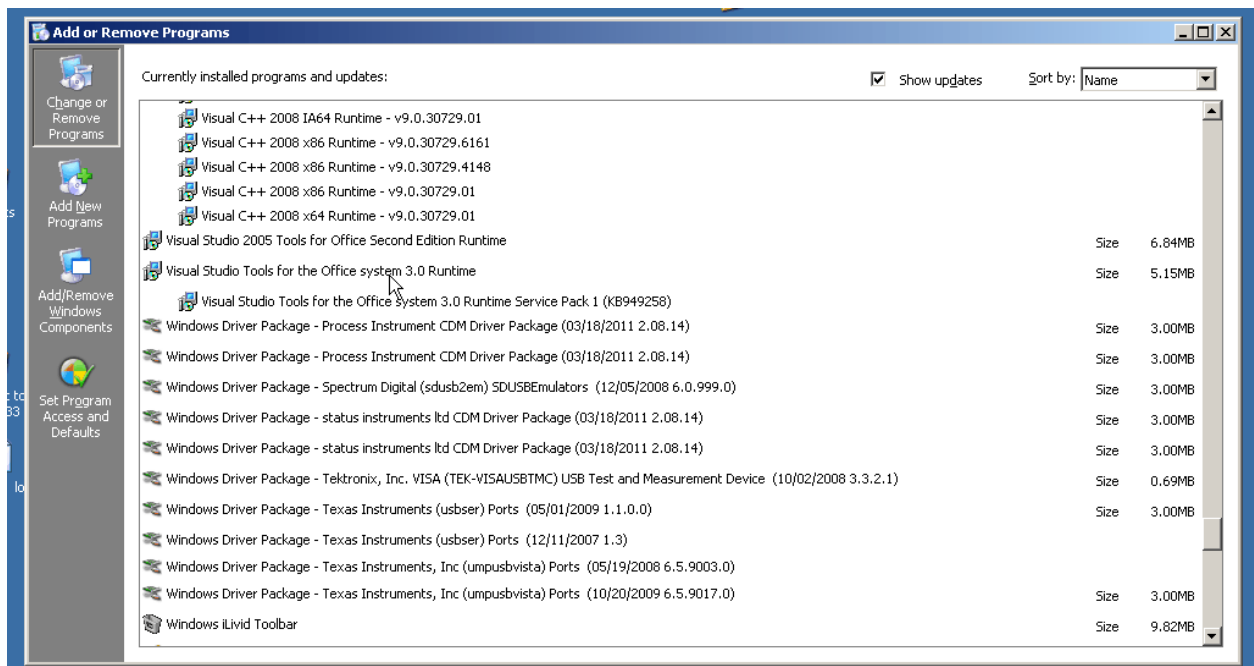 Add or Remove Programs
Change or
Remove
Programs
Add New
Programs
Add/Remove
Windows
Components
Set Program
Access and
Defaults
Currently installed programs and updates:
Show updates
Sort by: Name
Visual C++ 2008 IA64 Runtime - v9.0.30729.01
Visual C++ 2008 x86 Runtime - v9.0.30729.6161
Visual C++ 2008 x86 Runtime - v9.0.30729.4148
Visual C++ 2008 x86 Runtime - v9.0.30729.01
Visual C++ 2008 x64 Runtime - v9.0.30729.01
Visual Studio 2005 Tools for Office Second Edition Runtime Size 6.84MB
Visual Studio Tools for the Office system 3.0 Runtime Size 5.15MB
Visual Studio Tools for the Office system 3.0 Runtime Service Pack 1 (KB949258)
Windows Driver Package - Process Instrument CDM Driver Package (03/18/2011 2.08.14) Size 3.00MB
Windows Driver Package - Process Instrument CDM Driver Package (03/18/2011 2.08.14) Size 3.00MB
Windows Driver Package - Spectrum Digital (sdusb2em) SDUSBEmulators (12/05/2008 6.0.999.0) Size 3.00MB
Windows Driver Package - status instruments ltd CDM Driver Package (03/18/2011 2.08.14) Size 3.00MB
Windows Driver Package - status instruments ltd CDM Driver Package (03/18/2011 2.08.14) Size 3.00MB
Windows Driver Package - Tektronix, Inc. VISA (TEK-VISAUSBTMC) USB Test and Measurement Device (10/02/2008 3.3.2.1) Size 0.69MB
Windows Driver Package - Texas Instruments (usbser) Ports (05/01/2009 1.1.0.0) Size 3.00MB
Windows Driver Package - Texas Instruments (usbser) Ports (12/11/2007 1.3)
Windows Driver Package - Texas Instruments, Inc (umpusbvista) Ports (05/19/2008 6.5.9003.0)
Windows Driver Package - Texas Instruments, Inc (umpusbvista) Ports (10/20/2009 6.5.9017.0) Size 3.00MB
Windows iLivid Toolbar Size 9.82MB